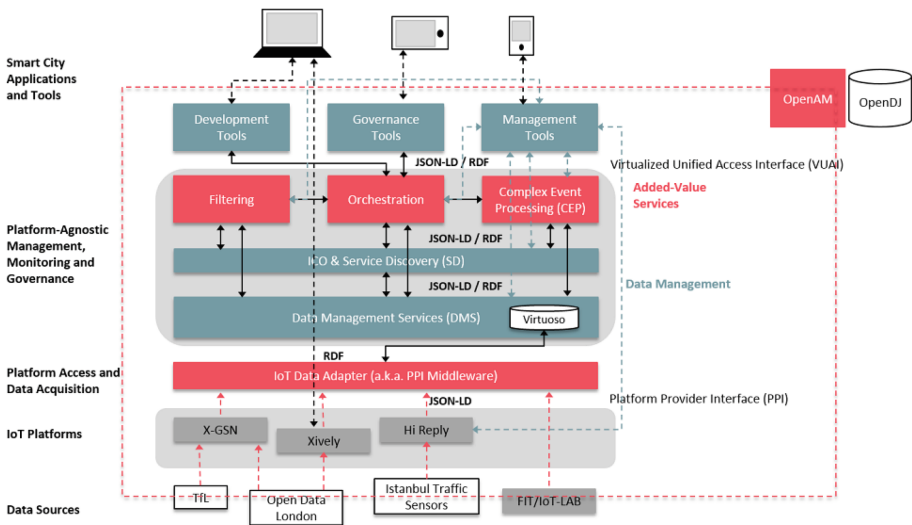 Smart City
Applications
and Tools
OpenAM
OpenDJ
Development
Tools
Governance
Tools
Management
Tools
JSON-LD / RDF
Virtualized Unified Access Interface (VUAI)
Added-Value
Services
Filtering
Orchestration
Complex Event
Processing (CEP)
Platform-Agnostic
Management,
Monitoring and
Governance
JSON-LD / RDF
ICO & Service Discovery (SD)
JSON-LD / RDF
Data Management
Data Management Services (DMS)
Virtuoso
RDF
Platform Access and
Data Acquisition
IoT Data Adapter (a.k.a. PPI Middleware)
JSON-LD
Platform Provider Interface (PPI)
IoT Platforms
X-GSN
Xively
Hi Reply
Data Sources
TfL
Open Data
London
Istanbul Traffic
Sensors
FIT/IoT-LAB